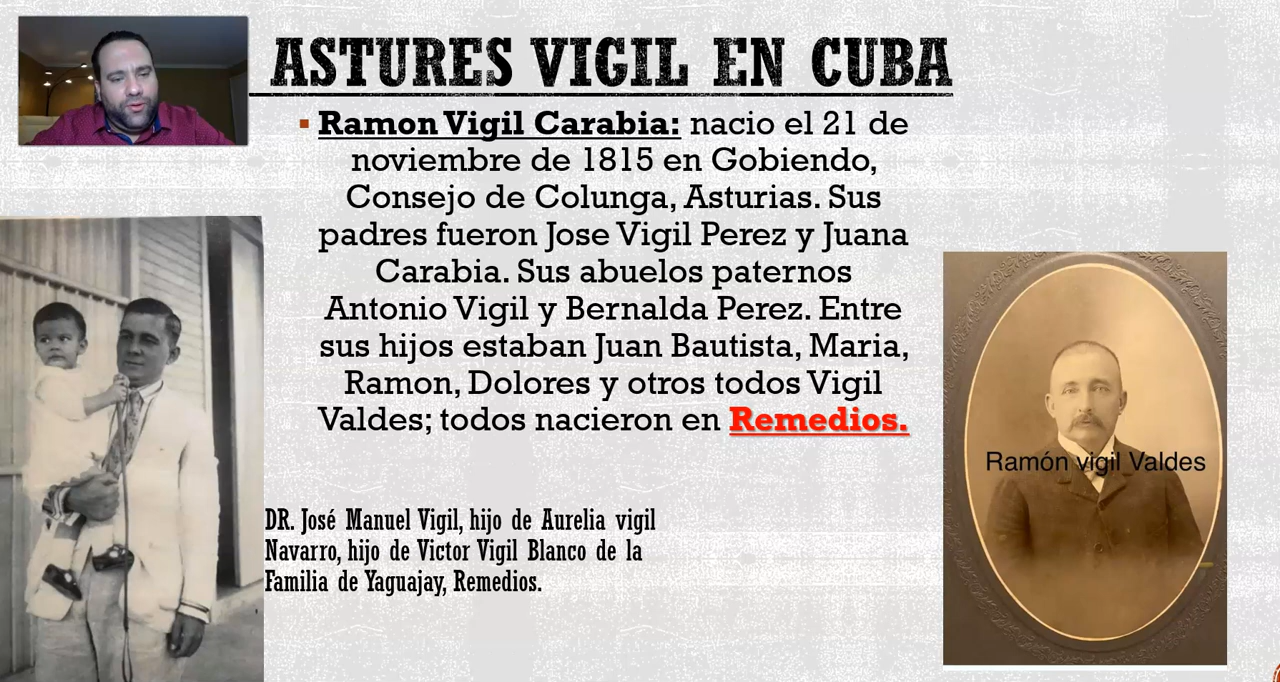 ASTURES VIGIL EN CUBA
Ramon Vigil Carabia: nacio el 21 de
noviembre de 1815 en Gobiendo,
Consejo de Colunga, Asturias. Sus
padres fueron Jose Vigil Perez y Juana
Carabia. Sus abuelos paternos
Antonio Vigil y Bernalda Perez. Entre
sus hijos estaban Juan Bautista, Maria,
Ramon, Dolores y otros todos Vigil
Valdes; todos nacieron en Remedios.
Ramón vigil Valdes
DR. José Manuel Vigil, hijo de Aurelia vigil
Navarro, hijo de Victor Vigil Blanco de la
Familia de Yaguajay, Remedios.